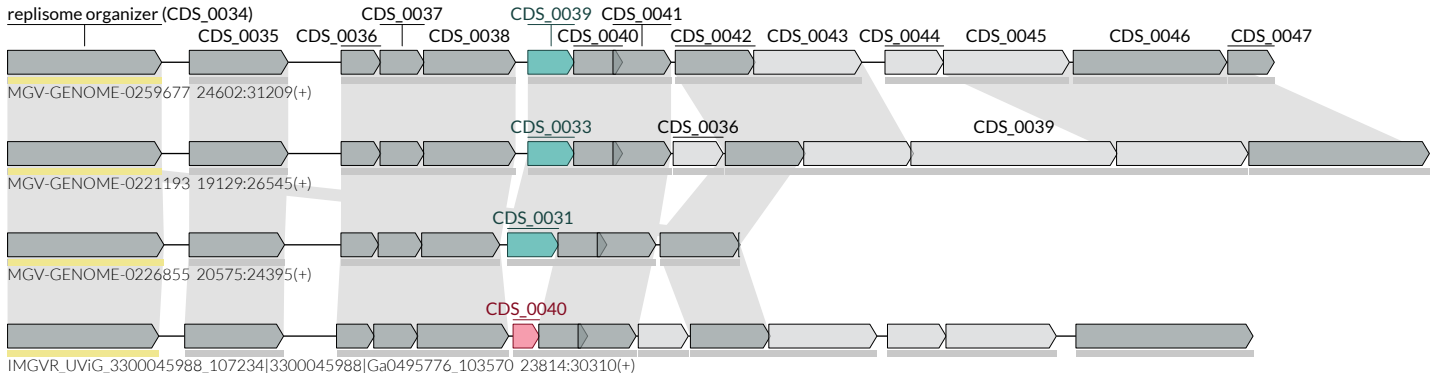 replisome organizer (CDS_0034) CDS_0037 CDS_0039 CDS_0041
CDS_0035 CDS_0036 CDS_0038 CDS_0040 CDS_0042 CDS_0043 CDS_0044 CDS_0045 CDS_0046 CDS_0047
MGV-GENOME-0259677 24602:31209(+)
CDS_0033 CDS_0036 CDS_0039
MGV-GENOME-0221193 19129:26545(+)
CDS_0031
MGV-GENOME-0226855 20575:24395(+)
CDS_0040
IMGVR_UViG_3300045988_107234|3300045988|Ga0495776_103570 23814:30310(+)